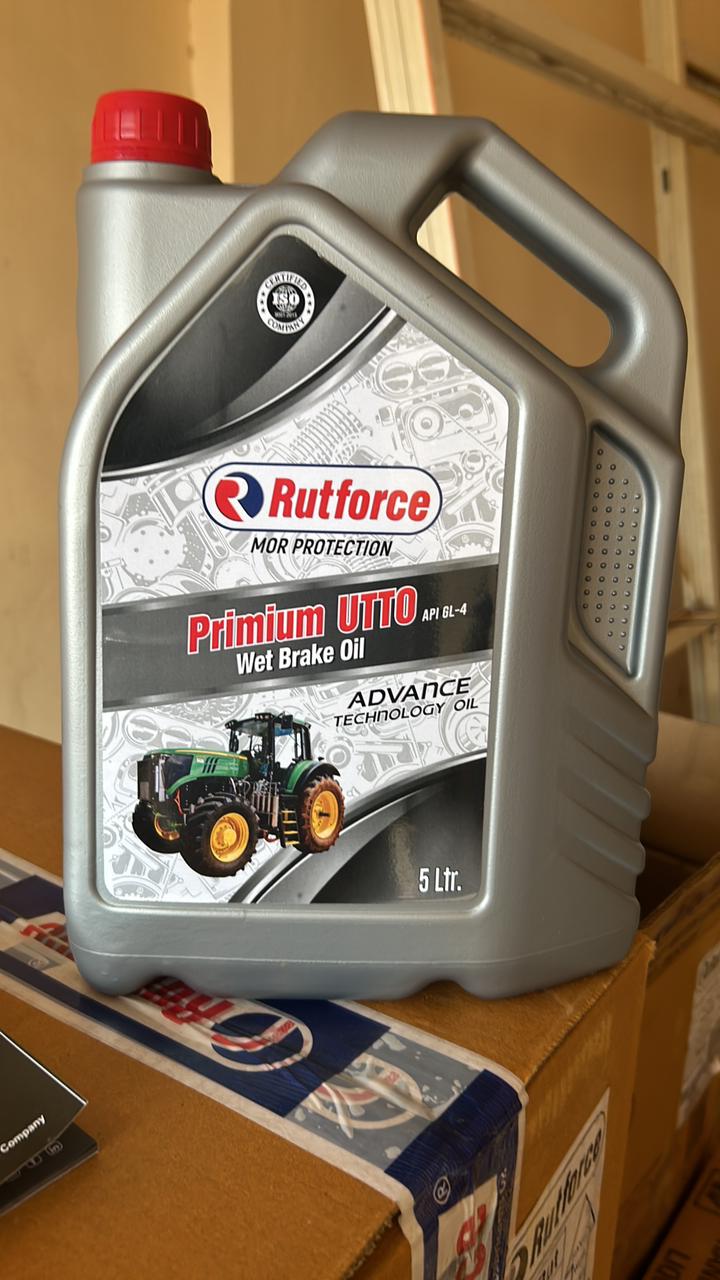 CERTIFIED
ISO
COMPANY
Rutforce
MOR PROTECTION
Primium UTTO API GL-4
Wet Brake Oil
ADVANCE
TECHNOLOGY OIL
5 Ltr.
Company
Rutforce